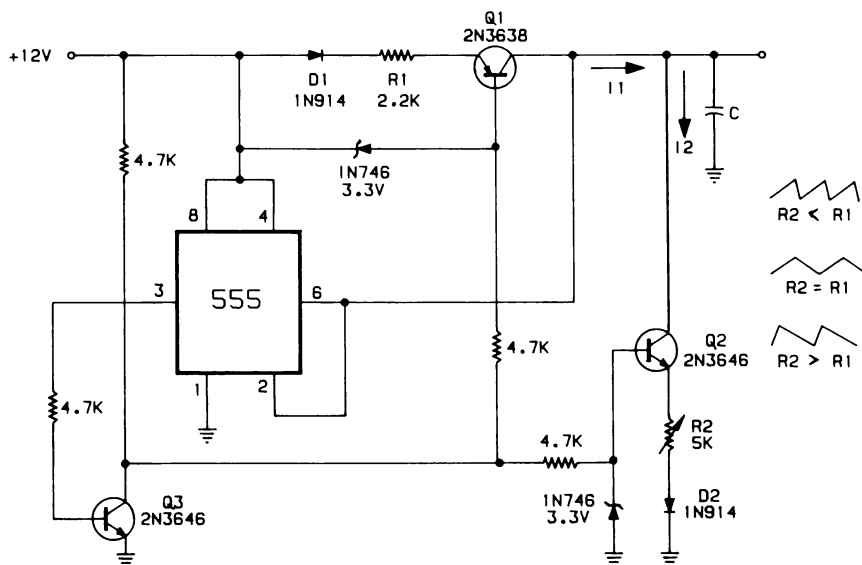 Q1
2N3638
+12V
D1
1N914
R1
2.2K
I1
I2
C
4.7K
1N746
3.3V
8
4
3
555
6
1
2
4.7K
4.7K
4.7K
Q2
2N3646
R2
5K
D2
1N914
1N746
3.3V
Q3
2N3646
R2 < R1
R2 = R1
R2 > R1